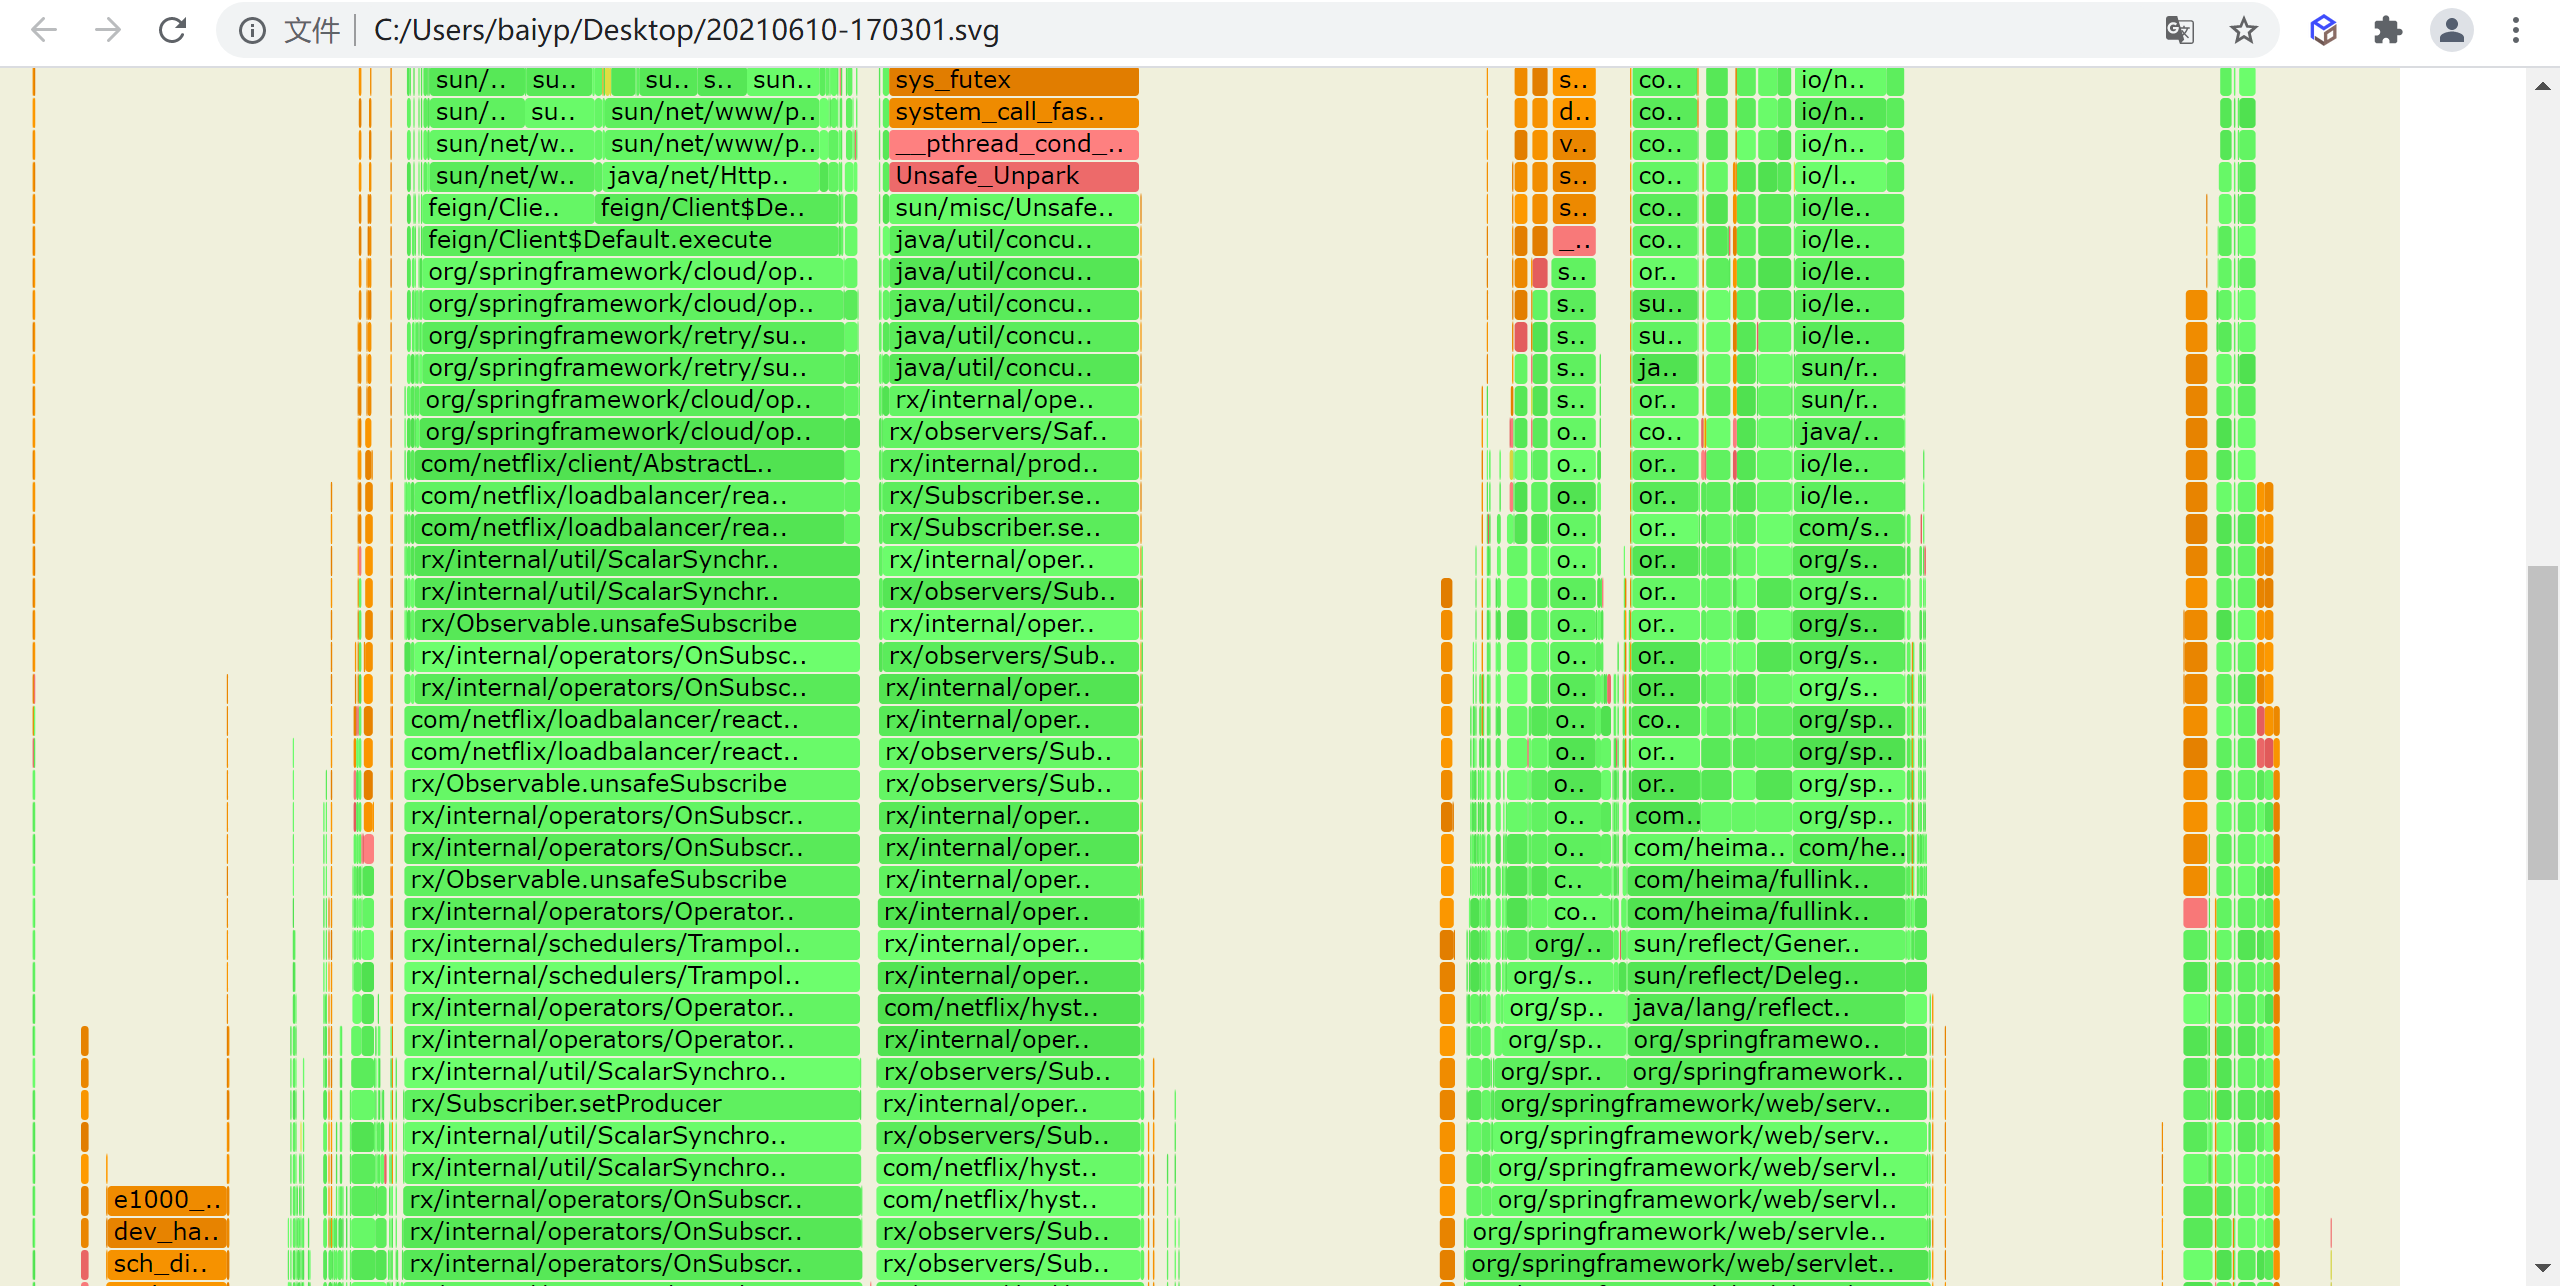 文件 C:/Users/baiyp/Desktop/20210610-170301.svg
sun/.. su.. su.. s.. sun.. sys_futex s.. co.. io/n..
sun/.. su.. sun/net/www/p.. system_call_fas.. d.. co.. io/n..
sun/net/w.. sun/net/www/p.. __pthread_cond_.. v.. co.. io/n..
sun/net/w.. java/net/Http.. Unsafe_Unpark s.. co.. io/l..
feign/Clie.. feign/Client$De.. sun/misc/Unsafe.. s.. co.. io/le..
feign/Client$Default.execute java/util/concu.. _.. co.. io/le..
org/springframework/cloud/op.. java/util/concu.. s.. or.. io/le..
org/springframework/cloud/op.. java/util/concu.. s.. su.. io/le..
org/springframework/retry/su.. java/util/concu.. s.. su.. io/le..
org/springframework/retry/su.. java/util/concu.. s.. ja.. sun/r..
org/springframework/cloud/op.. rx/internal/ope.. s.. or.. sun/r..
org/springframework/cloud/op.. rx/observers/Saf.. o.. co.. java/..
com/netflix/client/AbstractL.. rx/internal/prod.. o.. or.. io/le..
com/netflix/loadbalancer/rea.. rx/Subscriber.se.. o.. or.. io/le..
com/netflix/loadbalancer/rea.. rx/Subscriber.se.. o.. or.. com/s..
rx/internal/util/ScalarSynchr.. rx/internal/oper.. o.. or.. org/s..
rx/internal/util/ScalarSynchr.. rx/observers/Sub.. o.. or.. org/s..
rx/Observable.unsafeSubscribe rx/internal/oper.. o.. or.. org/s..
rx/internal/operators/OnSubsc.. rx/observers/Sub.. o.. or.. org/s..
rx/internal/operators/OnSubsc.. rx/internal/oper.. o.. or.. org/s..
com/netflix/loadbalancer/react.. rx/internal/oper.. o.. co.. org/sp..
com/netflix/loadbalancer/react.. rx/observers/Sub.. o.. or.. org/sp..
rx/Observable.unsafeSubscribe rx/observers/Sub.. o.. or.. org/sp..
rx/internal/operators/OnSubscr.. rx/internal/oper.. o.. com.. org/sp..
rx/internal/operators/OnSubscr.. rx/internal/oper.. o.. com/heima.. com/he..
rx/Observable.unsafeSubscribe rx/internal/oper.. c.. com/heima/fullink..
rx/internal/operators/Operator.. rx/internal/oper.. co.. com/heima/fullink..
rx/internal/schedulers/Trampol.. rx/internal/oper.. org/.. sun/reflect/Gener..
rx/internal/schedulers/Trampol.. rx/internal/oper.. org/s.. sun/reflect/Deleg..
rx/internal/operators/Operator.. com/netflix/hyst.. org/sp.. java/lang/reflect..
rx/internal/operators/Operator.. rx/internal/oper.. org/sp.. org/springframewo..
rx/internal/util/ScalarSynchro.. rx/observers/Sub.. org/spr.. org/springframework..
rx/Subscriber.setProducer rx/internal/oper.. org/springframework/web/serv..
rx/internal/util/ScalarSynchro.. rx/observers/Sub.. org/springframework/web/serv..
rx/internal/util/ScalarSynchro.. com/netflix/hyst.. org/springframework/web/servl..
e1000_.. rx/internal/operators/OnSubscr.. com/netflix/hyst.. org/springframework/web/servl..
dev_ha.. rx/internal/operators/OnSubscr.. rx/observers/Sub.. org/springframework/web/servle..
sch_di.. rx/internal/operators/OnSubscr.. rx/observers/Sub.. org/springframework/web/servlet..